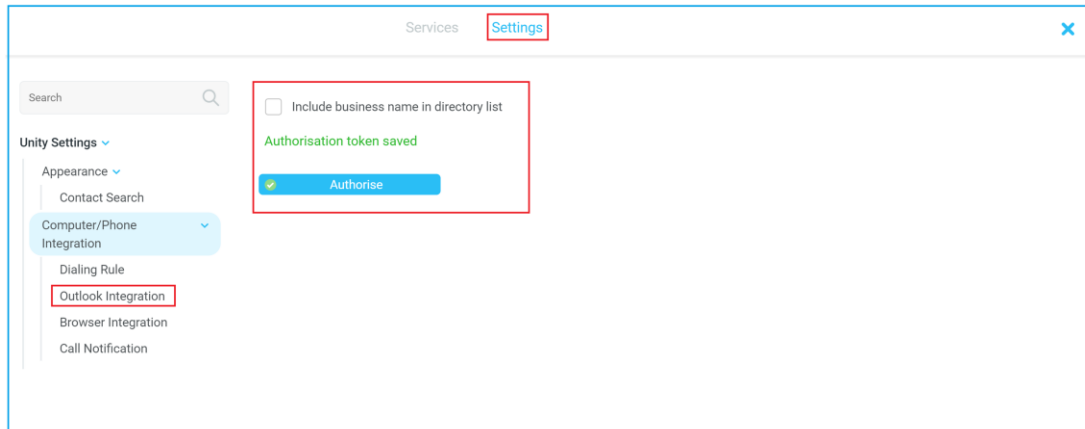 Services
Settings
Search
Unity Settings
Appearance
Contact Search
Computer/Phone
Integration
Dialing Rule
Outlook Integration
Browser Integration
Call Notification
Include business name in directory list
Authorisation token saved
Authorise